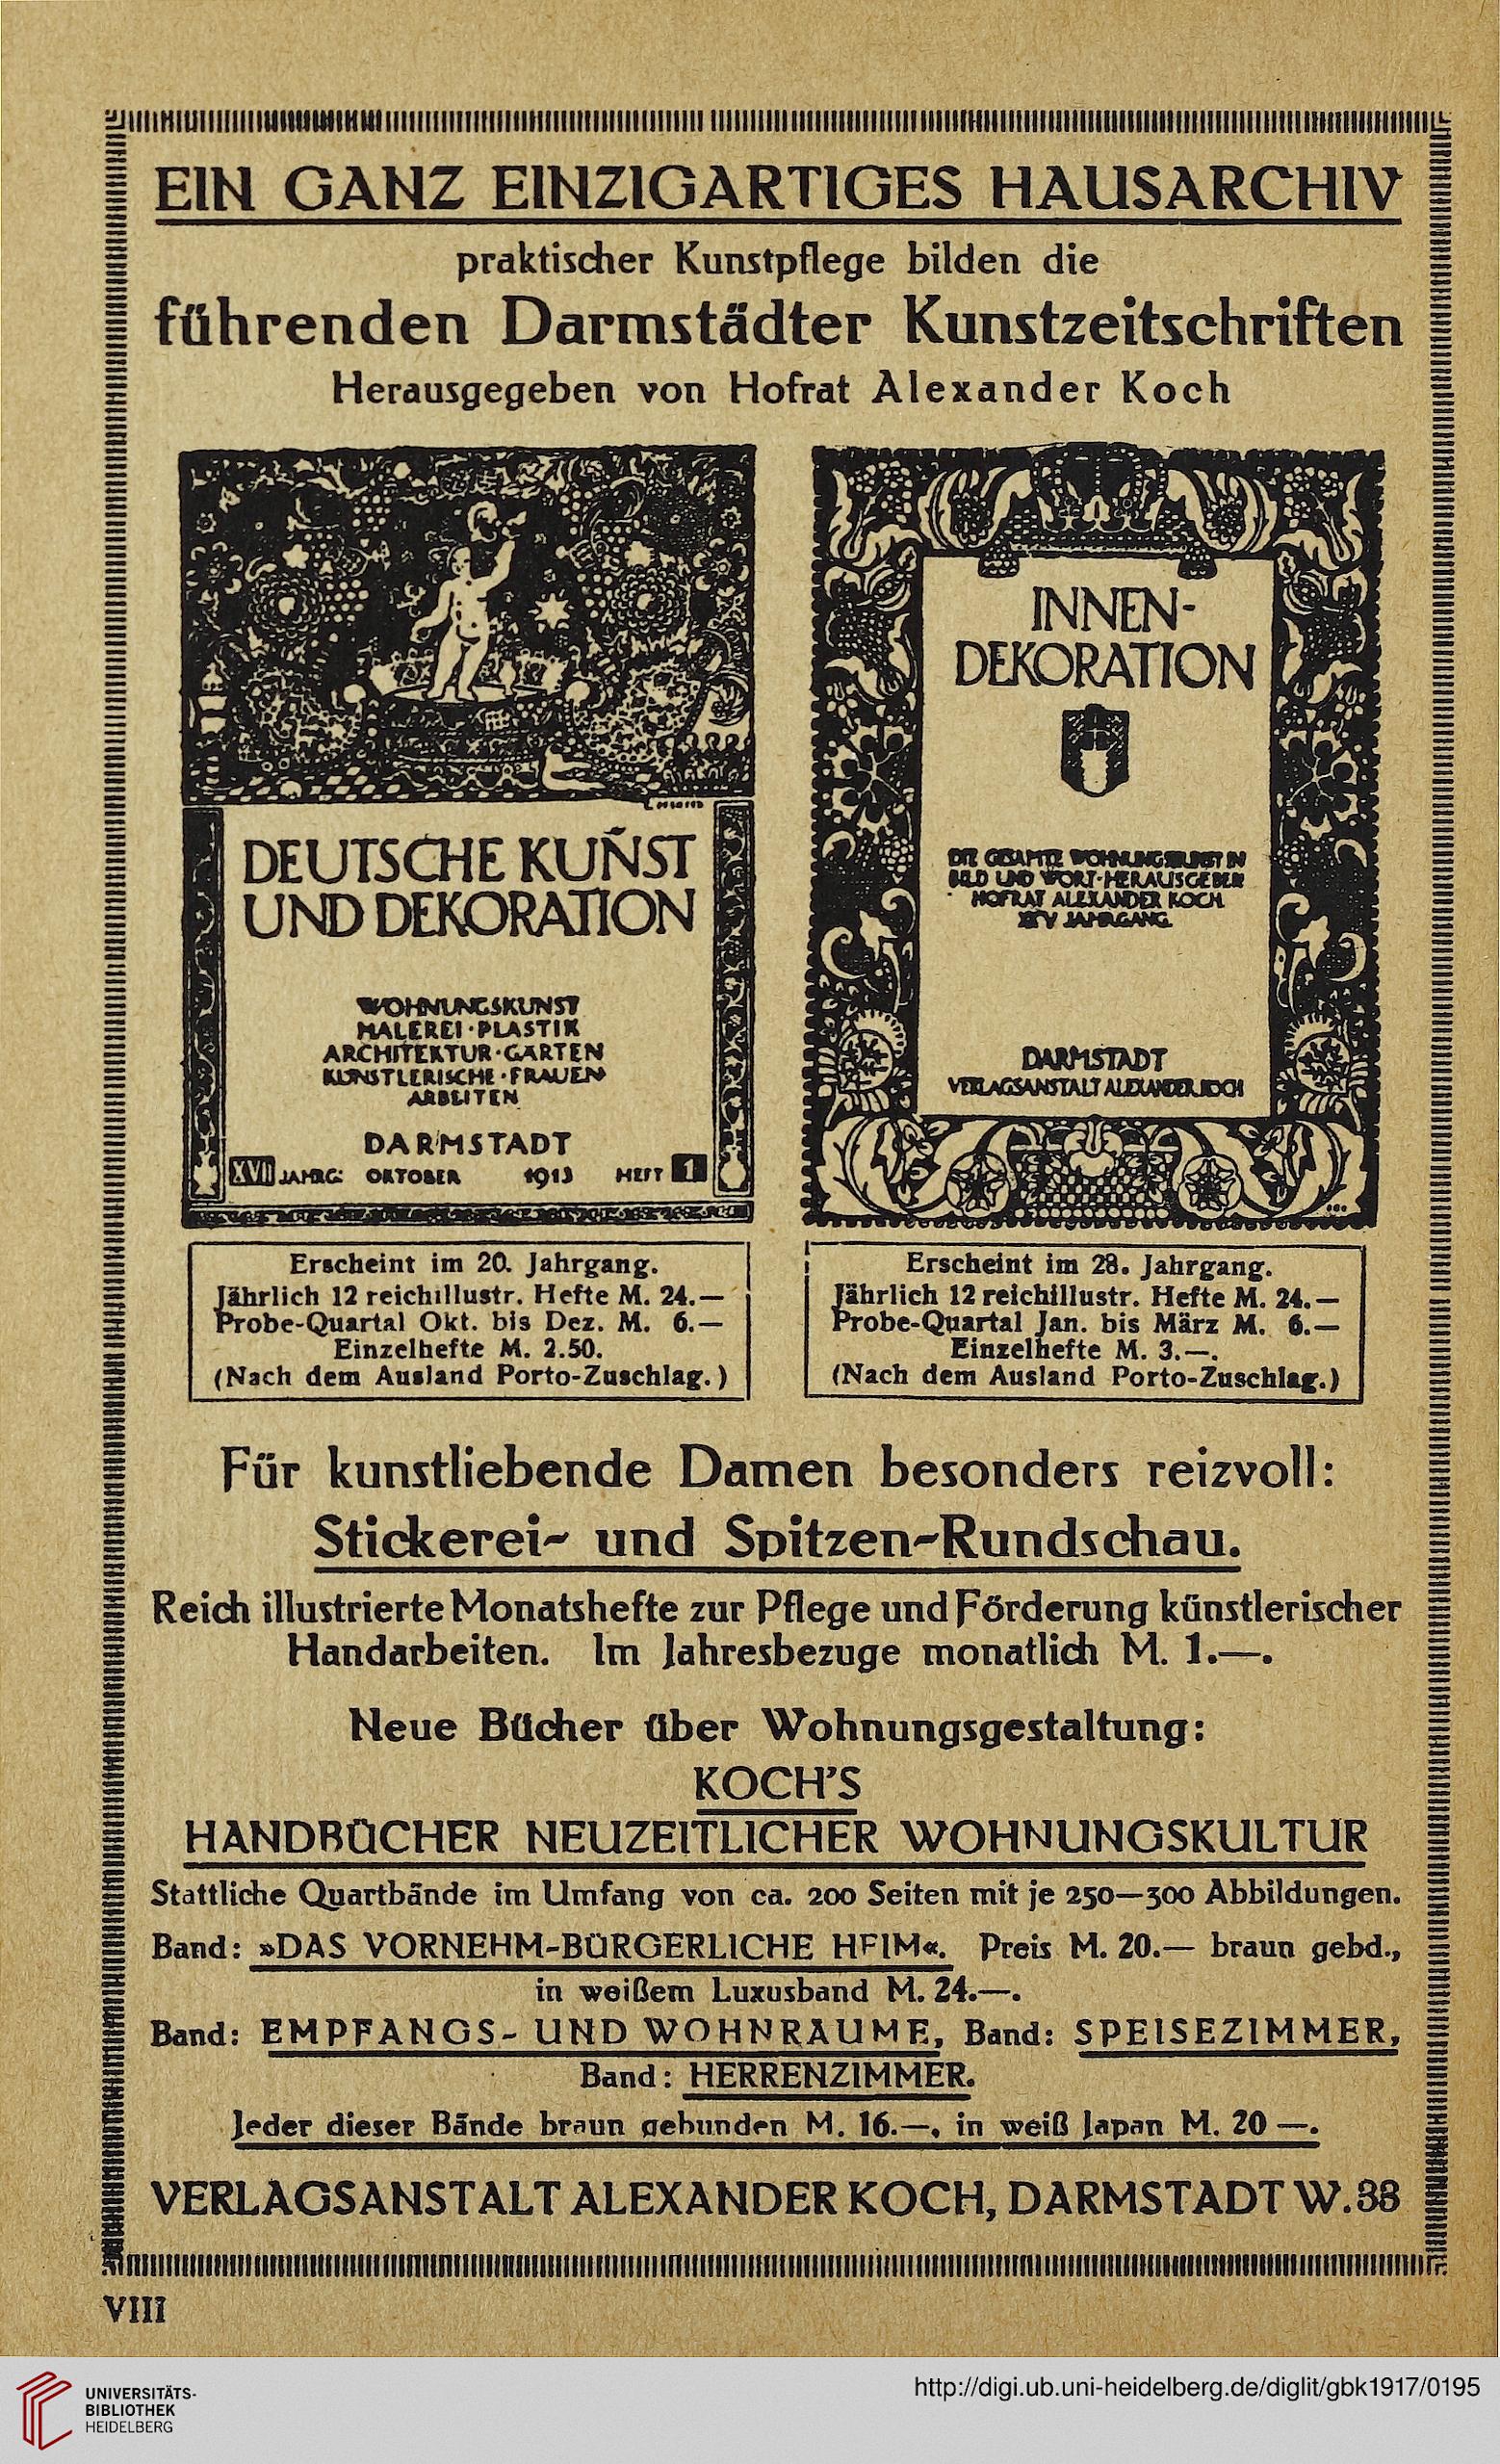 EIN GANZ EINZIGARTIGES HAUSARCHIV
praktischer Kunstpflege bilden die
führenden Darmstädter Kunstzeitschriften
Herausgegeben von Hofrat Alexander Koch
DEUTSCHE KUNST
UND DEKORATION
WOHNUNGSKUNST
MALEREI · PLASTIK
ARCHITEKTUR · GÄRTEN
KÜNSTLERISCHE · FRAUEN
ARBEITEN
DARMSTADT
XVII JAHRG: OKTOBER 1913 HEFT 1
INNEN-
DEKORATION
DIE GESAMTE WOHNUNGSKUNST IN
BILD UND WORT · HERAUSGEBER
HOFRAT ALEXANDER KOCH
JAHRGANG
DARMSTADT
VERLAGSANSTALT ALEXANDER KOCH
Erscheint im 20. Jahrgang.
Jährlich 12 reichillustr. Hefte M. 24.—
Probe-Quartal Okt. bis Dez. M. 6.—
Einzelhefte M. 2.50.
(Nach dem Ausland Porto-Zuschlag.)
Erscheint im 28. Jahrgang.
Jährlich 12 reichillustr. Hefte M. 24.—
Probe-Quartal Jan. bis März M. 6.—
Einzelhefte M. 3.—.
(Nach dem Ausland Porto-Zuschlag.)
Für kunstliebende Damen besonders reizvoll:
Stickerei- und Spitzen-Rundschau.
Reich illustrierte Monatshefte zur Pflege und Förderung künstlerischer
Handarbeiten. Im Jahresbezuge monatlich M. 1.—.
Neue Bücher über Wohnungsgestaltung:
KOCH'S
HANDBÜCHER NEUZEITLICHER WOHNUNGSKULTUR
Stattliche Quartbände im Umfang von ca. 200 Seiten mit je 250—300 Abbildungen.
Band: »DAS VORNEHM-BÜRGERLICHE HEIM«. Preis M. 20.— braun gebd.,
in weißem Luxusband M. 24.—.
Band: EMPFANGS- UND WOHNRÄUME, Band: SPEISEZIMMER,
Band: HERRENZIMMER.
Jeder dieser Bände braun gebunden M. 16.—, in weiß Japan M. 20 —.
VERLAGSANSTALT ALEXANDER KOCH, DARMSTADT W. 33
VIII
UNIVERSITÄTS-
BIBLIOTHEK
HEIDELBERG
http://digi.ub.uni-heidelberg.de/diglit/gbk1917/0195